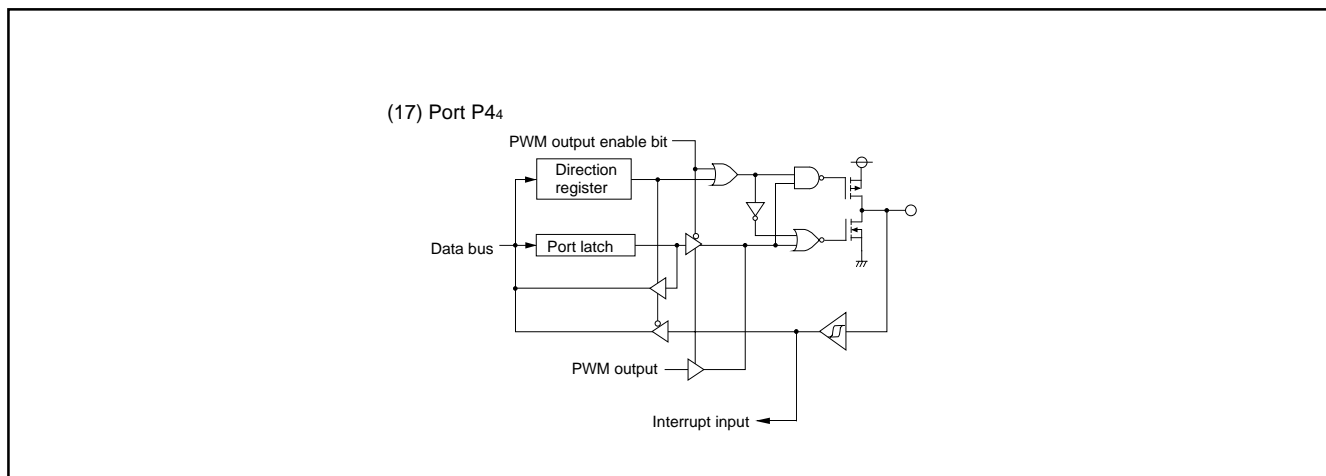 (17) Port P44
PWM output enable bit
Direction
register
Data bus
Port latch
PWM output
Interrupt input